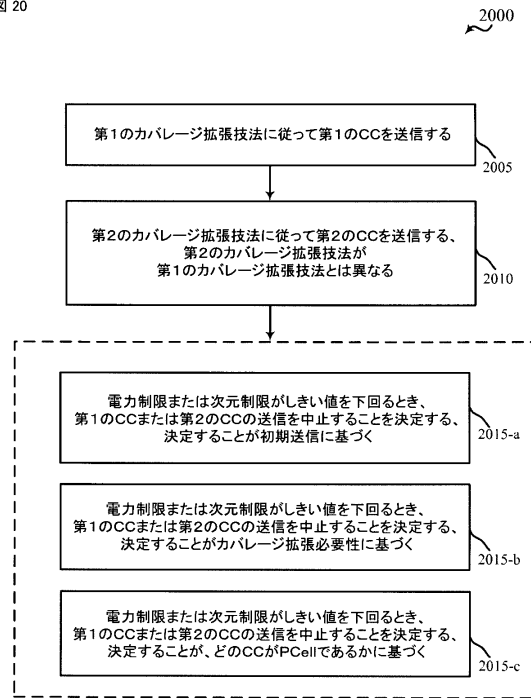 図 20
2000
第1のカバレージ拡張技法に従って第1のCCを送信する
2005
第2のカバレージ拡張技法に従って第2のCCを送信する、
第2のカバレージ拡張技法が
第1のカバレージ拡張技法とは異なる
2010
電力制限または次元制限がしきい値を下回るとき、
第1のCCまたは第2のCCの送信を中止することを決定する、
決定することが初期送信に基づく
2015-a
電力制限または次元制限がしきい値を下回るとき、
第1のCCまたは第2のCCの送信を中止することを決定する、
決定することがカバレージ拡張必要性に基づく
2015-b
電力制限または次元制限がしきい値を下回るとき、
第1のCCまたは第2のCCの送信を中止することを決定する、
決定することが、どのCCがPCellであるかに基づく
2015-c